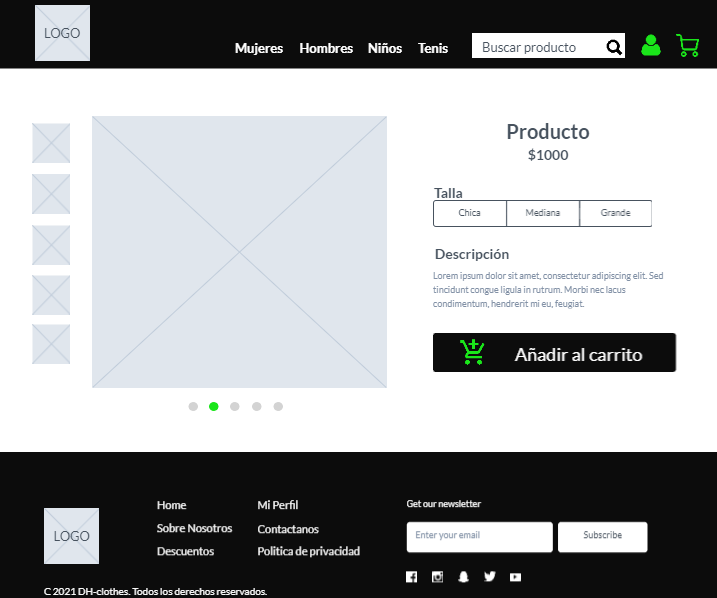 LOGO
Mujeres Hombres Niños Tenis Buscar producto
Producto
$1000
Talla
Chica Mediana Grande
Descripción
Lorem ipsum dolor sit amet, consectetur adipiscing elit. Sed
tincidunt congue ligula in rutrum. Morbi nec lacus
condimentum, hendrerit mi eu, feugiat.
Añadir al carrito
LOGO
Home
Sobre Nosotros
Descuentos
Mi Perfil
Contactanos
Politica de privacidad
Get our newsletter
Enter your email Subscribe
C 2021 DH-clothes. Todos los derechos reservados.